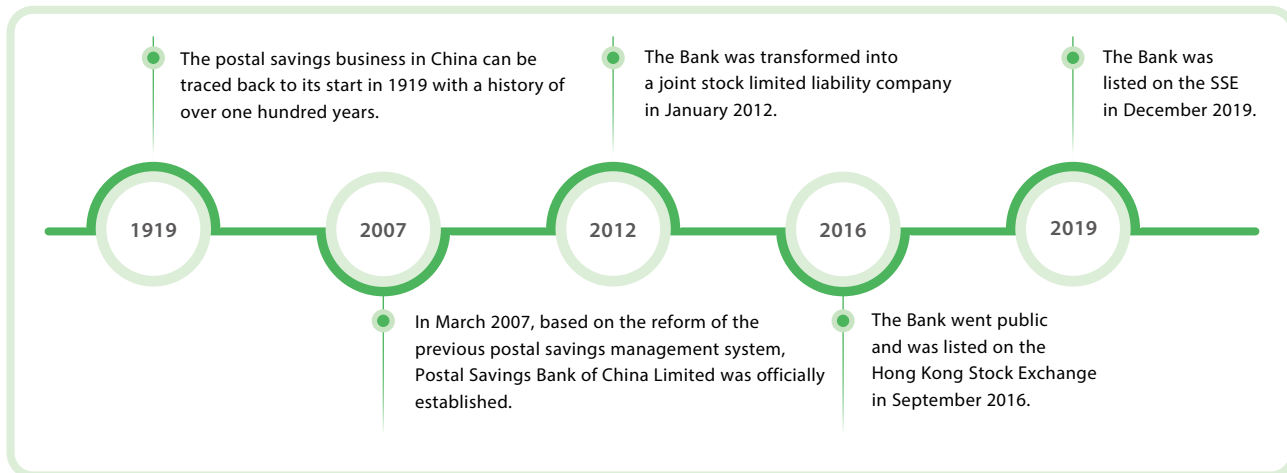 The postal savings business in China can be
traced back to its start in 1919 with a history of
over one hundred years.
The Bank was transformed into
a joint stock limited liability company
in January 2012.
The Bank was
listed on the SSE
in December 2019.
1919
2007
2012
2016
2019
In March 2007, based on the reform of the
previous postal savings management system,
Postal Savings Bank of China Limited was officially
established.
The Bank went public
and was listed on the
Hong Kong Stock Exchange
in September 2016.